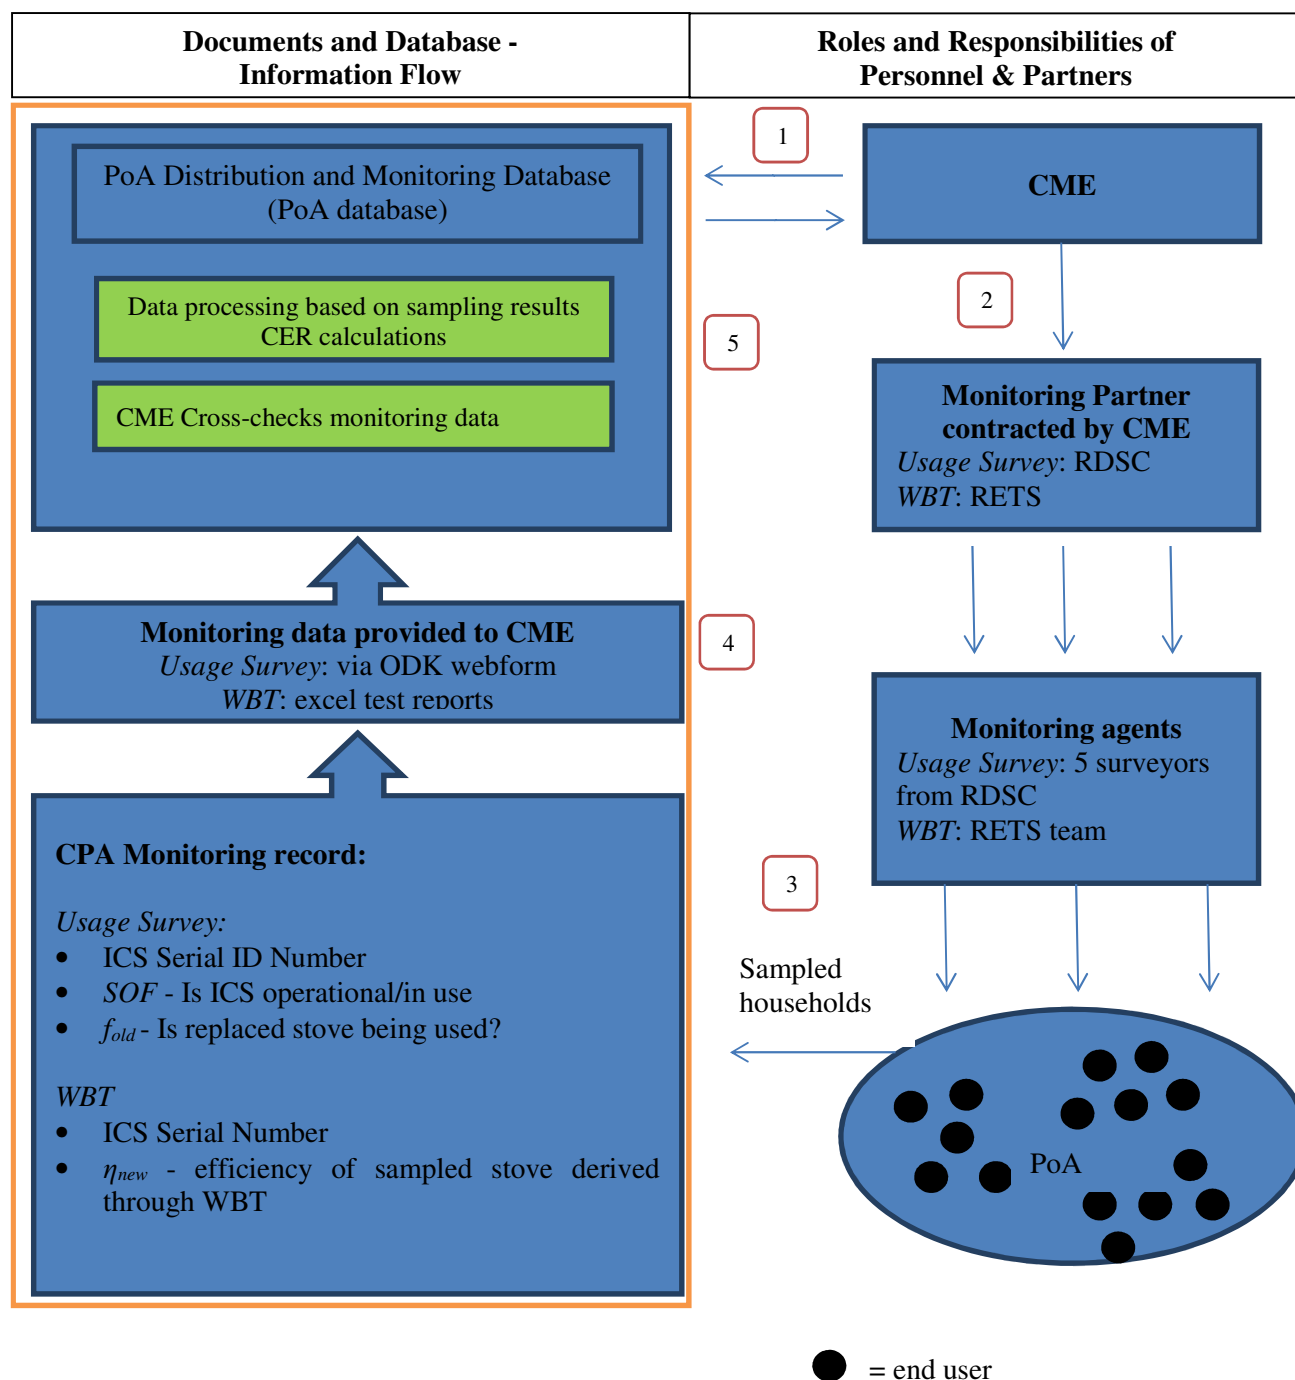 Documents and Database -
Information Flow
Roles and Responsibilities of
Personnel & Partners
PoA Distribution and Monitoring Database
(PoA database)
Data processing based on sampling results
CER calculations
CME Cross-checks monitoring data
1
CME
2
5
Monitoring Partner
contracted by CME
Usage Survey: RDSC
WBT: RETS
Monitoring data provided to CME
Usage Survey: via ODK webform
WBT: excel test reports
4
Monitoring agents
Usage Survey: 5 surveyors
from RDSC
WBT: RETS team
3
CPA Monitoring record:
Usage Survey:
• ICS Serial ID Number
• SOF - Is ICS operational/in use
• fold - Is replaced stove being used?
WBT
• ICS Serial Number
• ηnew - efficiency of sampled stove derived
through WBT
Sampled
households
PoA
= end user